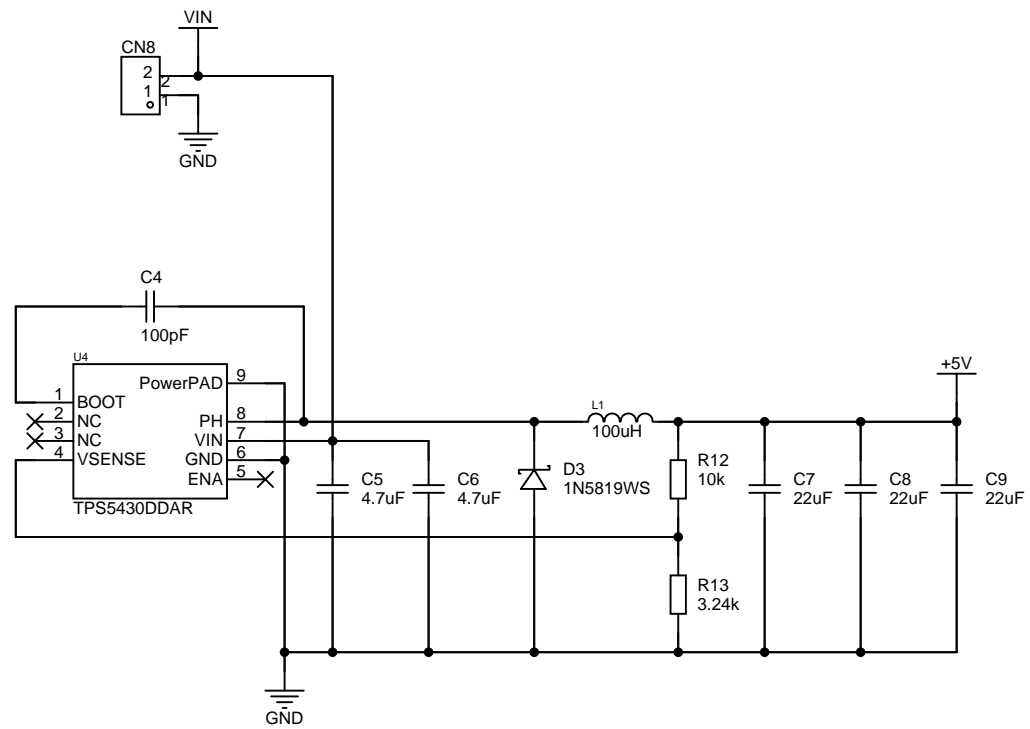 VIN
CN8
2
2
1
1
GND
C4
100pF
U4
PowerPAD 9
1 BOOT
2 NC
PH 8
3 NC
VIN 7
4 VSENSE
GND 6
ENA 5
TPS5430DDAR
C5
4.7uF
C6
4.7uF
D3
1N5819WS
L1
100uH
R12
10k
R13
3.24k
C7
22uF
C8
22uF
C9
22uF
+5V
GND